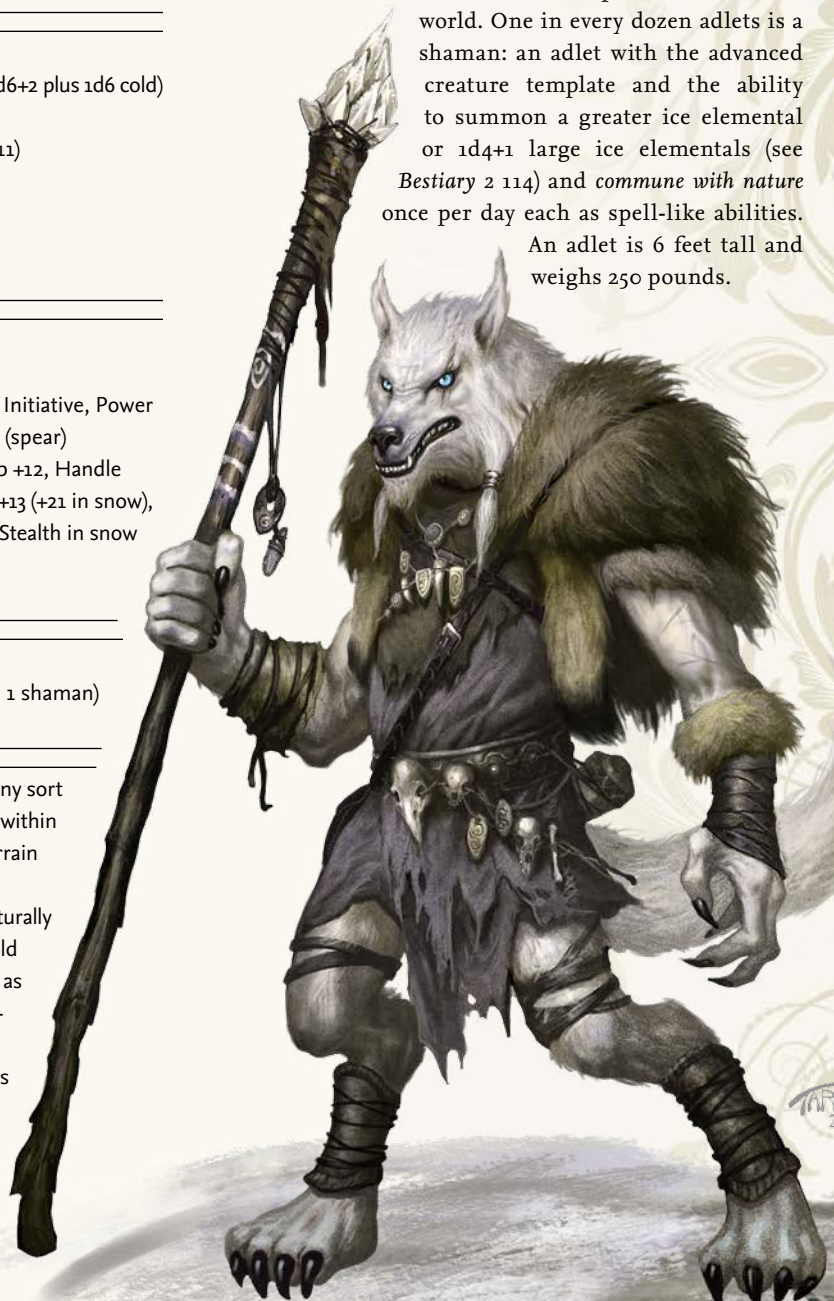 d6+2 plus 1d6 cold)
11)
Initiative, Power
(spear)
+12, Handle
+13 (+21 in snow),
Stealth in snow
1 shaman)
ny sort
within
rrain
turally
ld
as
-
s
world. One in every dozen adlets is a
shaman: an adlet with the advanced
creature template and the ability
to summon a greater ice elemental
or 1d4+1 large ice elementals (see
Bestiary 2 114) and commune with nature
once per day each as spell-like abilities.
An adlet is 6 feet tall and
weighs 250 pounds.